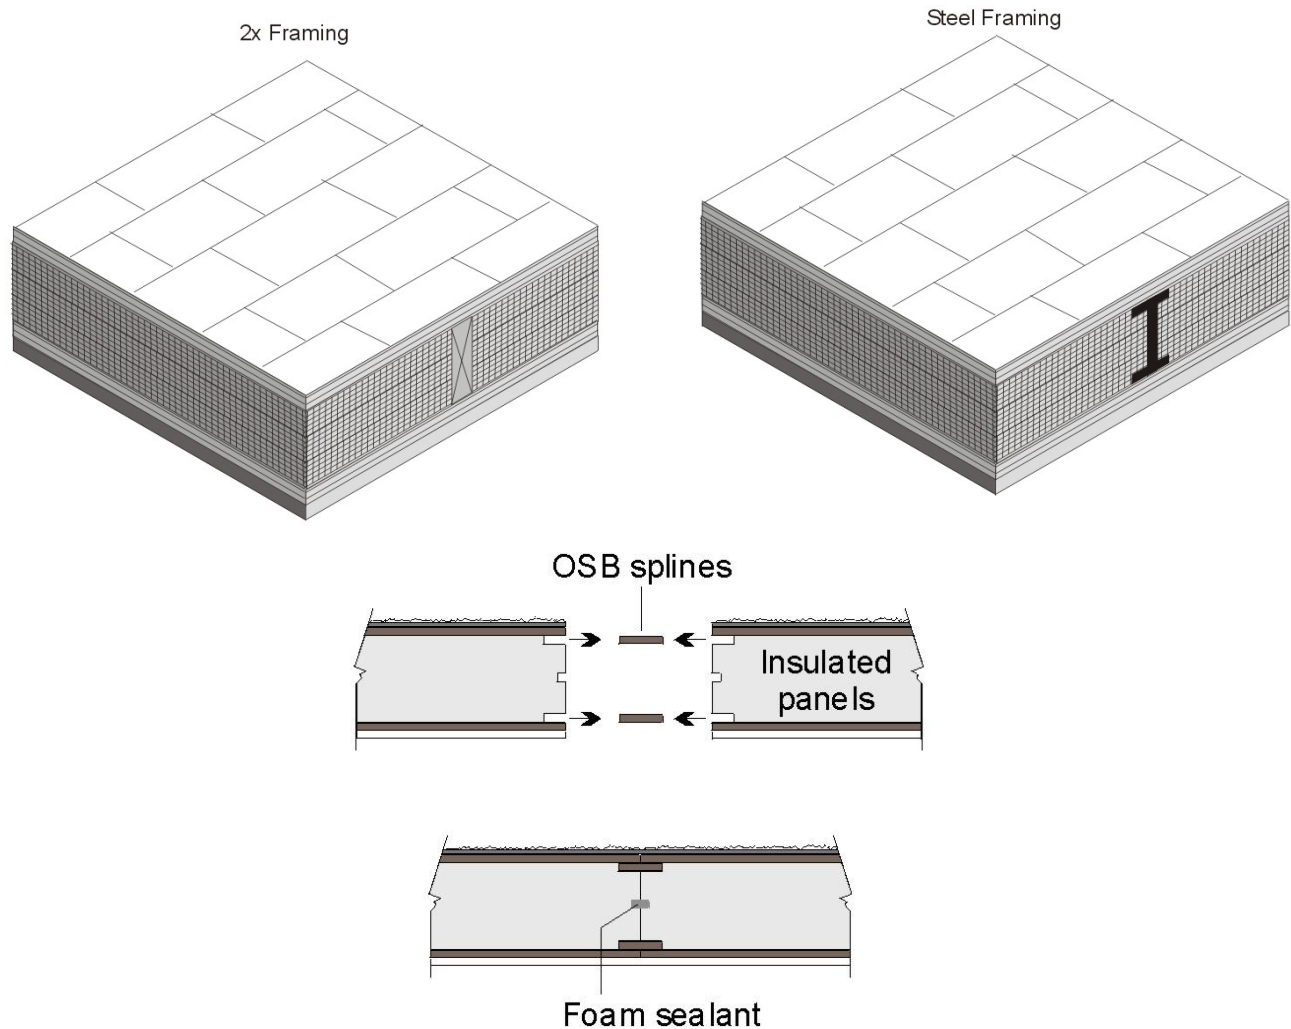 2x Framing
Steel Framing
OSB splines
Insulated
panels
Foam sealant